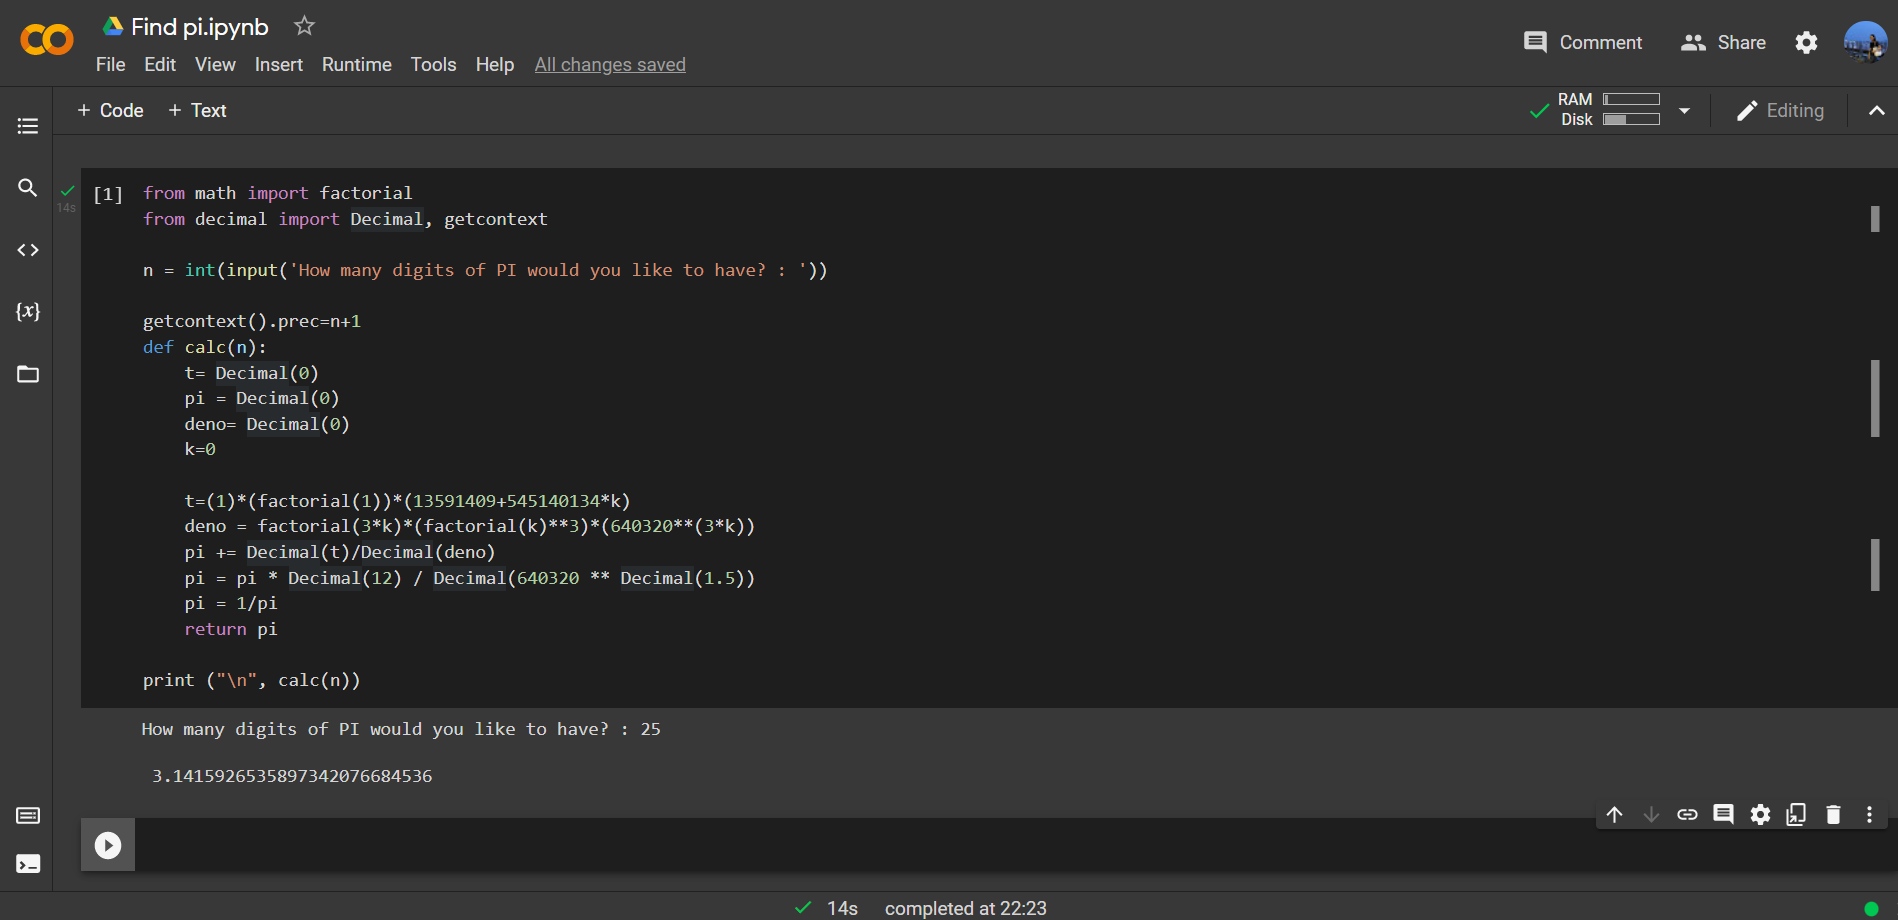 Find pi.ipynb
File Edit View Insert Runtime Tools Help All changes saved
Comment Share
+ Code + Text
RAM
Disk
Editing
14s
[1] from math import factorial
from decimal import Decimal, getcontext
n = int(input('How many digits of PI would you like to have? : '))
getcontext().prec=n+1
def calc(n):
    t= Decimal(0)
    pi = Decimal(0)
    deno= Decimal(0)
    k=0
    t=(1)*(factorial(1))*(13591409+545140134*k)
    deno = factorial(3*k)*(factorial(k)**3)*(640320**(3*k))
    pi += Decimal(t)/Decimal(deno)
    pi = pi * Decimal(12) / Decimal(640320 ** Decimal(1.5))
    pi = 1/pi
    return pi
print ("\n", calc(n))
How many digits of PI would you like to have? : 25
3.1415926535897342076684536
{x}
14s completed at 22:23